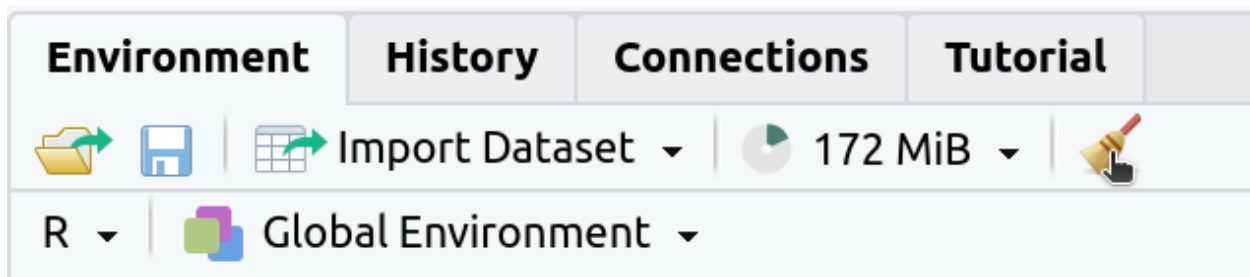 Environment History Connections Tutorial
Import Dataset 172 MiB
R Global Environment